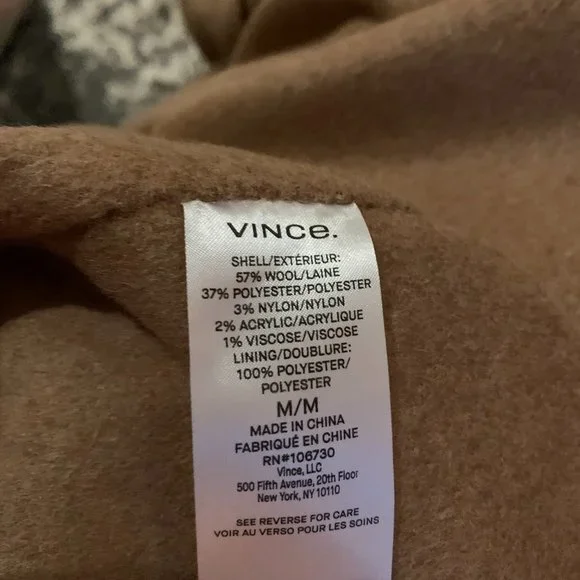 VINCe.
SHELL/EXTÉRIEUR:
57% WOOL/LAINE
37% POLYESTER/POLYESTER
3% NYLON/NYLON
2% ACRYLIC/ACRYLIQUE
1% VISCOSE/VISCOSE
LINING/DOUBLURE:
100% POLYESTER/
POLYESTER
M/M
MADE IN CHINA
FABRIQUÉ EN CHINE
RN#106730
Vince, LLC
500 Fifth Avenue, 20th Floor
New York, NY 10110
SEE REVERSE FOR CARE
VOIR AU VERSO POUR LES SOINS